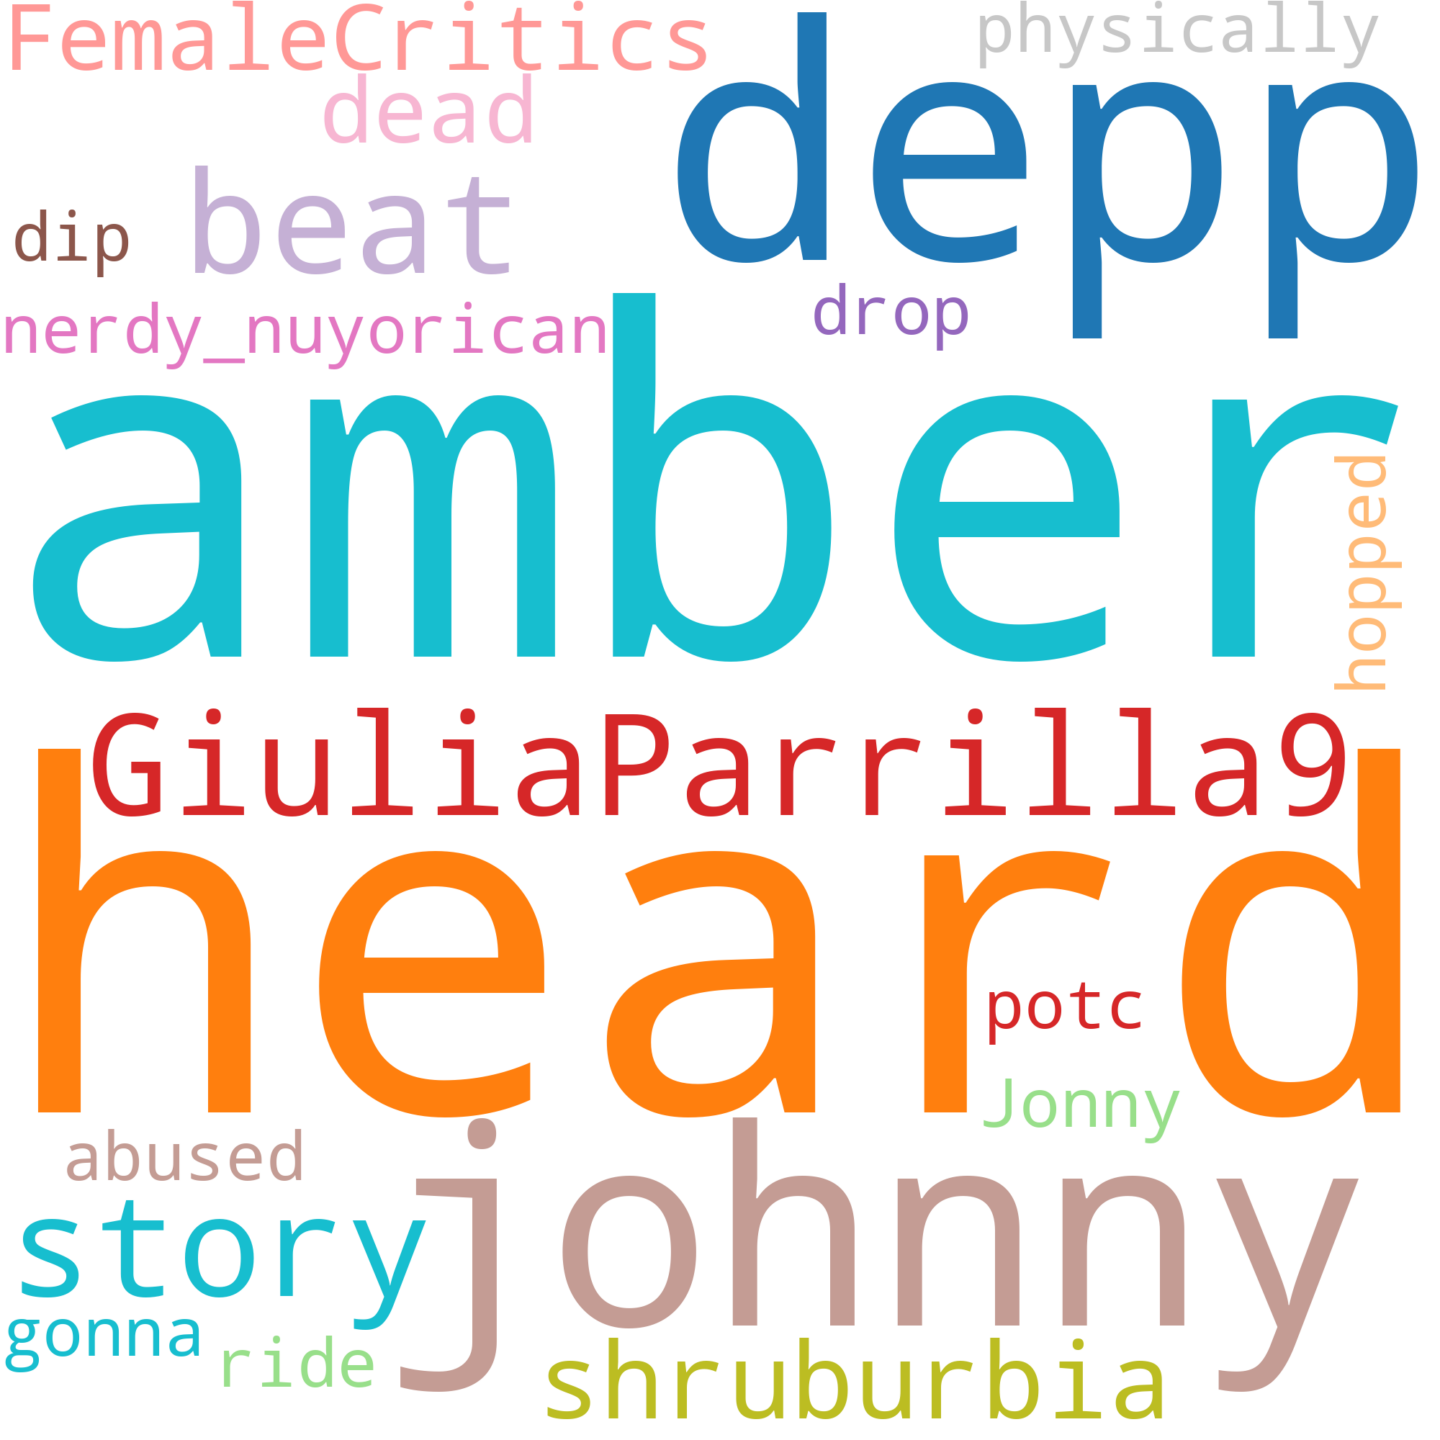 FemaleCritics
physically
depp
dead
beat
dip
drop
nerdy_nuyorican
amber
hopped
GiuliaParrilla9
heard
potc
Jonny
abused
johnny
story
gonna
ride
shruburbia